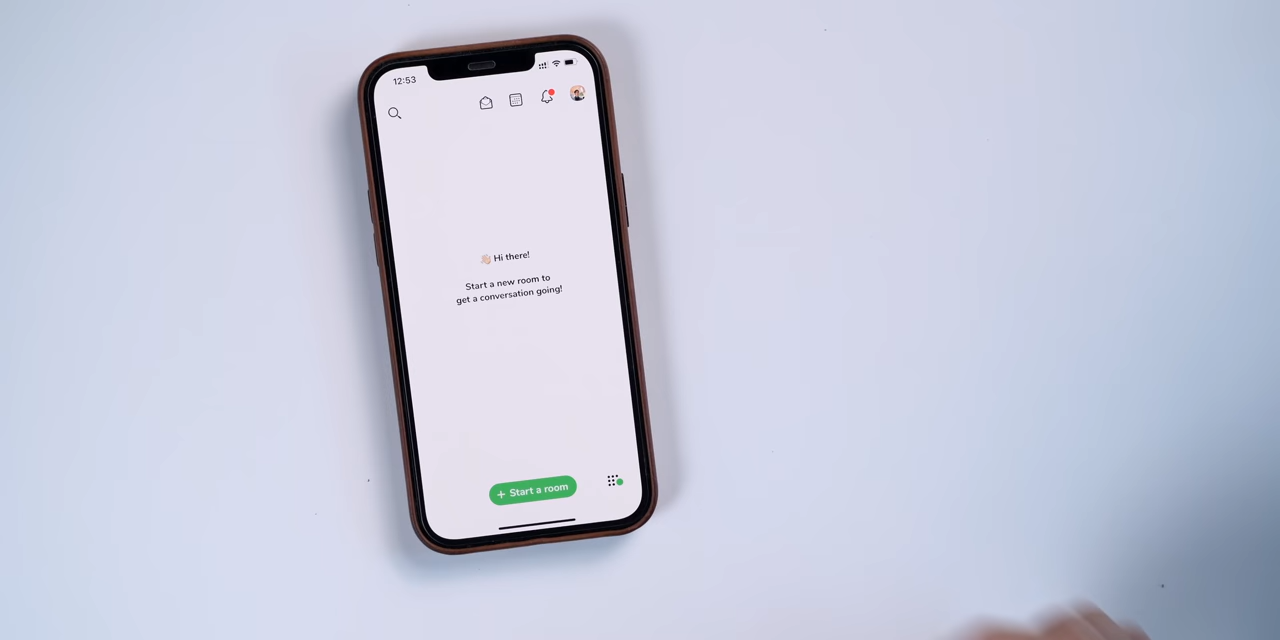 12:53
👋🏻 Hi there!
Start a new room to
get a conversation going!
+ Start a room